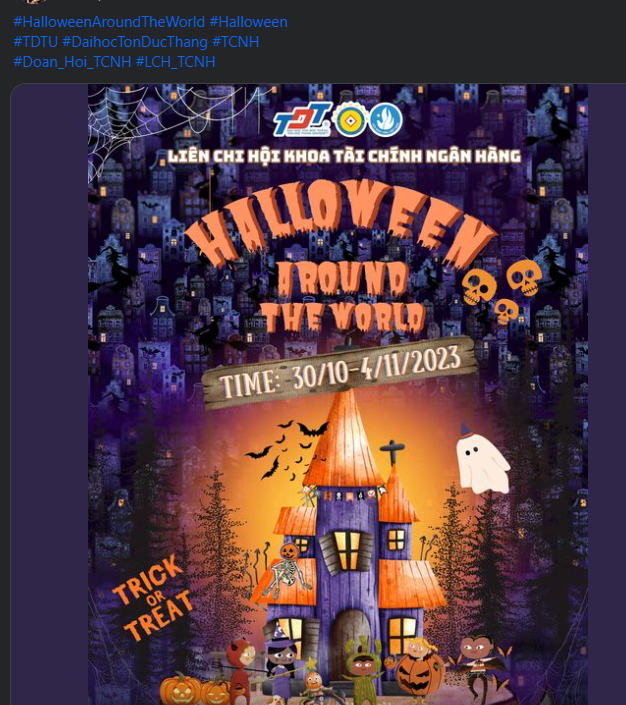 #HalloweenAroundTheWorld #Halloween
#TDTU #DaihocTonDucThang #TCNH
#Doan_Hoi_TCNH #LCH_TCNH
TDT
LIÊN CHI HỘI KHOA TÀI CHÍNH NGÂN HÀNG
HALLOWEEN
AROUND
THE WORLD
TIME: 30/10-4/11/2023
TRICK
OR
TREAT